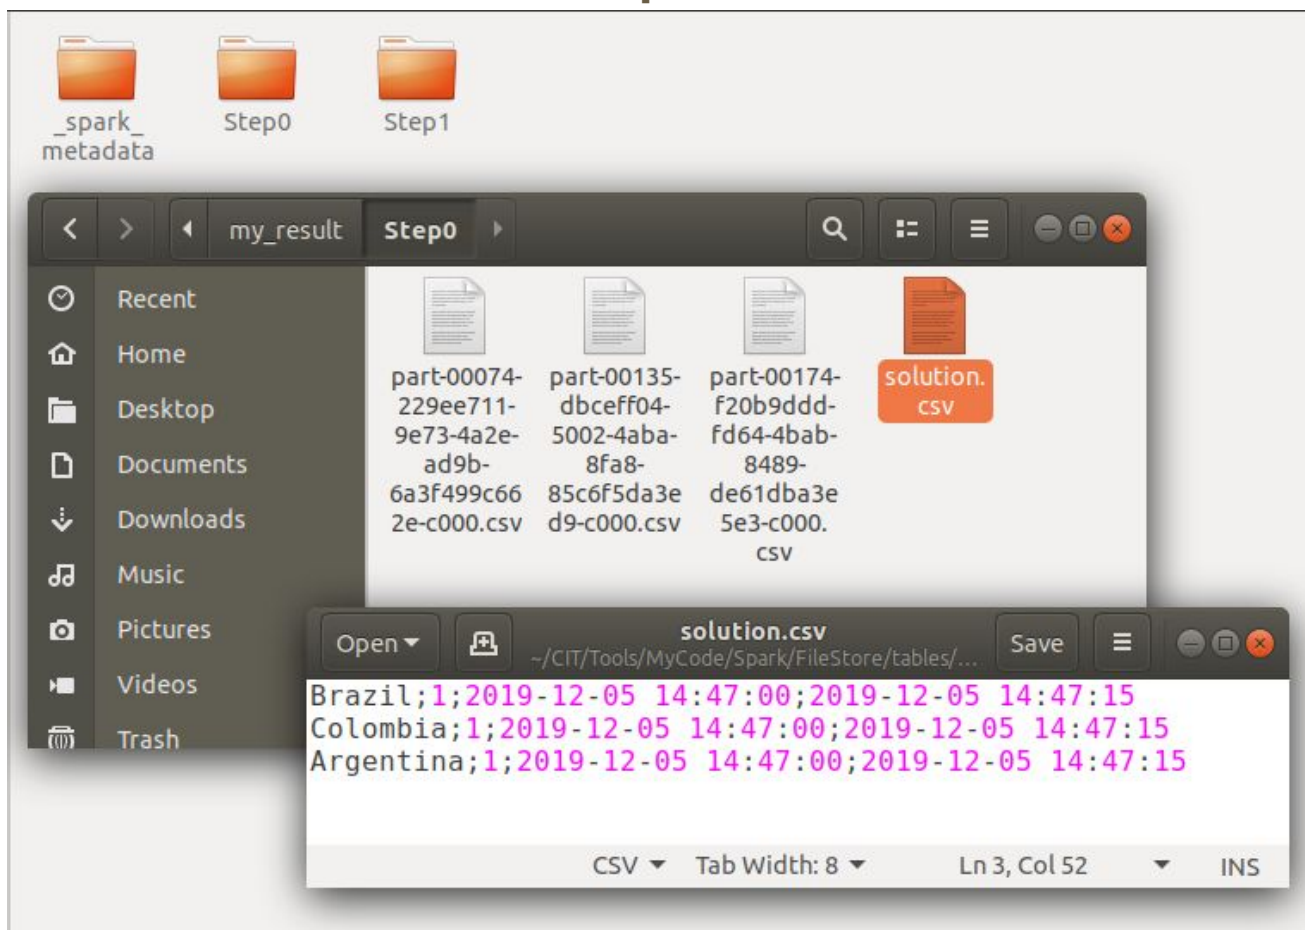 _spark_
metadata
Step0
Step1
my_result
Step0
Recent
Home
Desktop
Documents
Downloads
Music
Pictures
Videos
Trash
part-00074-
229ee711-
9e73-4a2e-
ad9b-
6a3f499c66
2e-c000.csv
part-00135-
dbceff04-
5002-4aba-
8fa8-
85c6f5da3e
d9-c000.csv
part-00174-
f20b9ddd-
fd64-4bab-
8489-
de61dba3e
5e3-c000.
csv
solution.
csv
Open
solution.csv
~/CIT/Tools/MyCode/Spark/FileStore/tables/...
Save
Brazil;1;2019-12-05 14:47:00;2019-12-05 14:47:15
Colombia;1;2019-12-05 14:47:00;2019-12-05 14:47:15
Argentina;1;2019-12-05 14:47:00;2019-12-05 14:47:15
CSV
Tab Width: 8
Ln 3, Col 52
INS